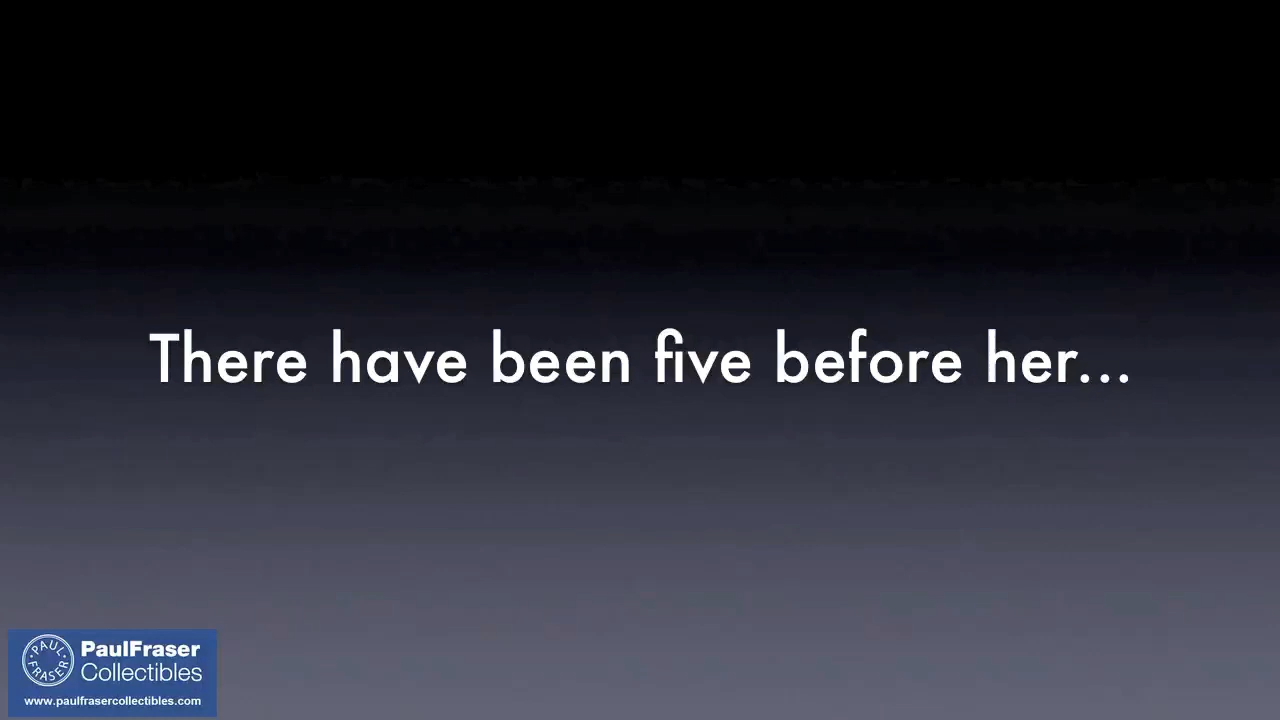 There have been five before her...
PAUL FRASER
PaulFraser
Collectibles
www.paulfrasercollectibles.com